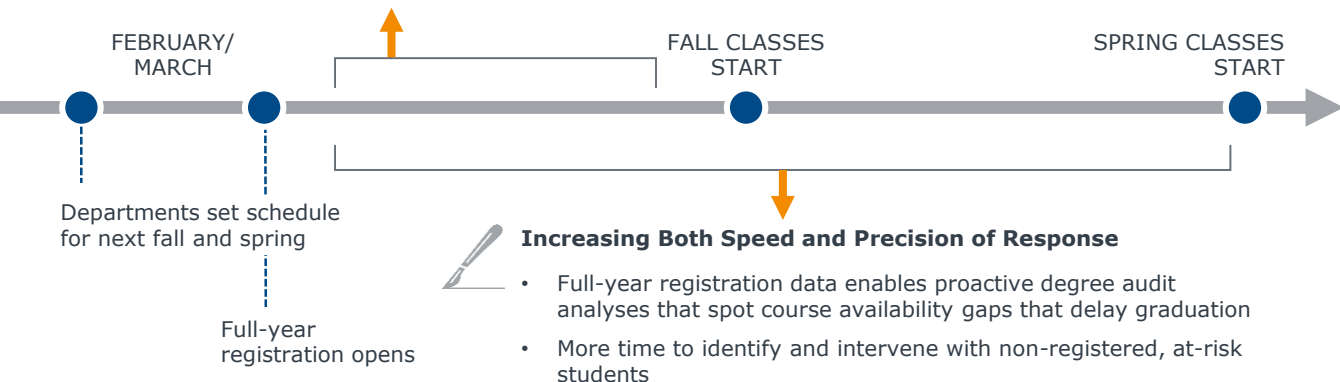 FEBRUARY/
MARCH
FALL CLASSES
START
SPRING CLASSES
START
Departments set schedule
for next fall and spring
Full-year
registration opens
Increasing Both Speed and Precision of Response
• Full-year registration data enables proactive degree audit
analyses that spot course availability gaps that delay graduation
• More time to identify and intervene with non-registered, at-risk
students